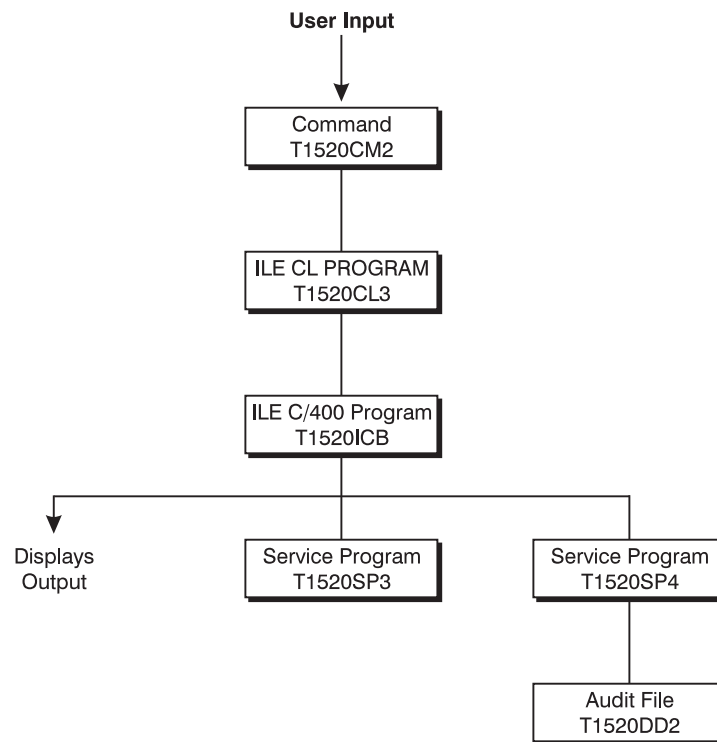 User Input
Command
T1520CM2
ILE CL PROGRAM
T1520CL3
ILE C/400 Program
T1520ICB
Displays
Output
Service Program
T1520SP3
Service Program
T1520SP4
Audit File
T1520DD2